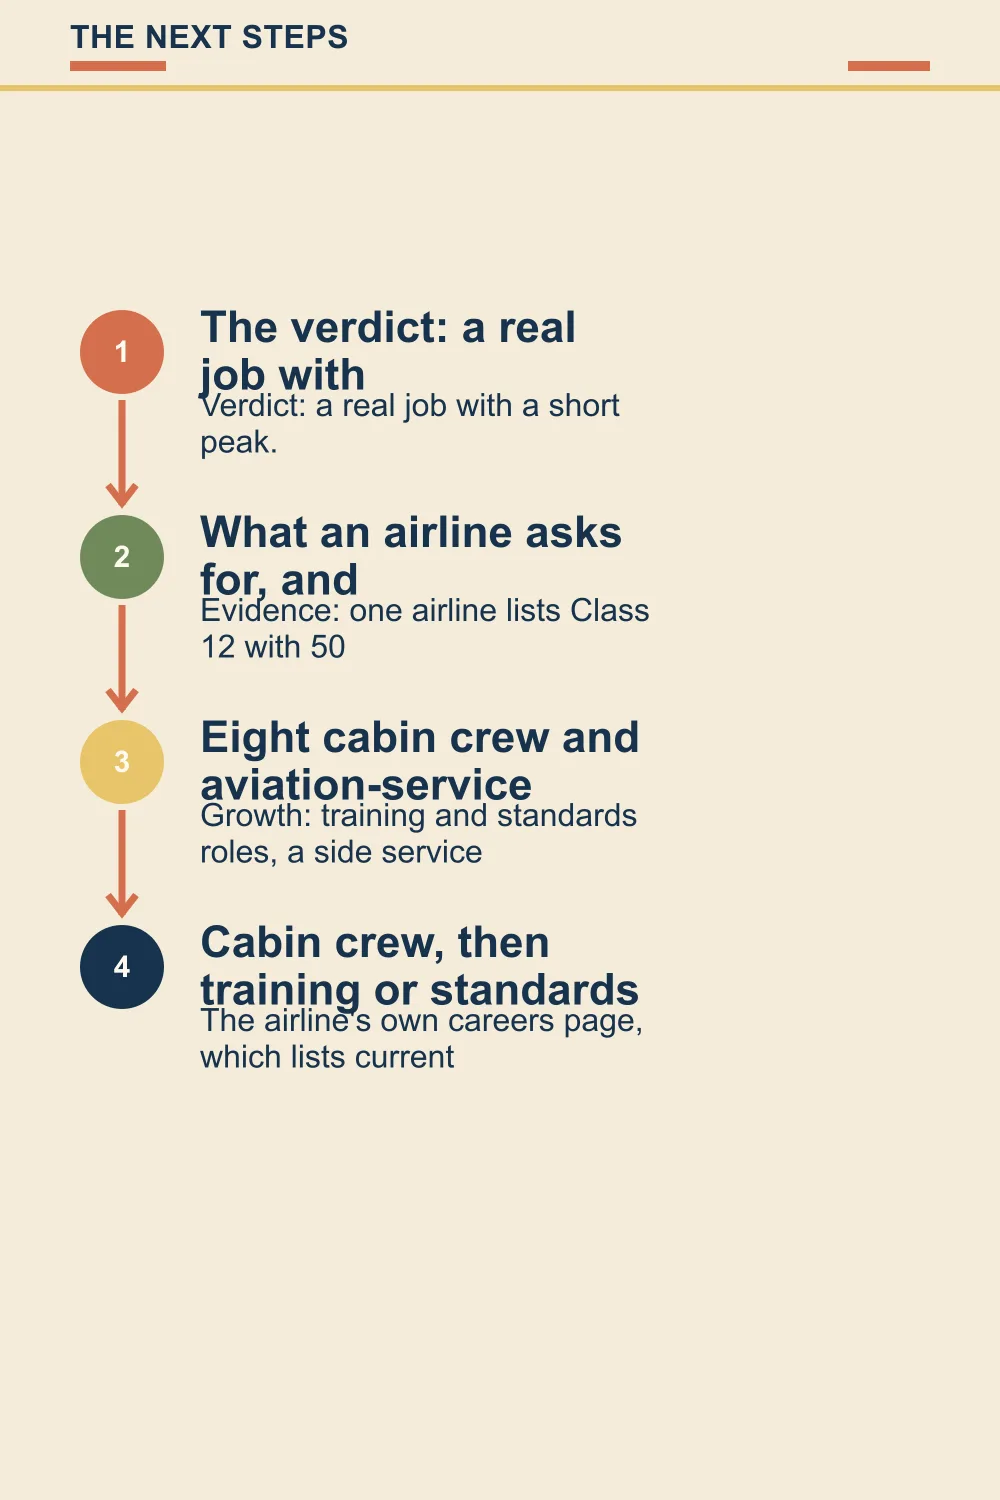 THE NEXT STEPS
1
The verdict: a real
job with
Verdict: a real job with a short
peak.
2
What an airline asks
for, and
Evidence: one airline lists Class
12 with 50
3
Eight cabin crew and
aviation-service
Growth: training and standards
roles, a side service
4
Cabin crew, then
training or standards
The airline's own careers page,
which lists current